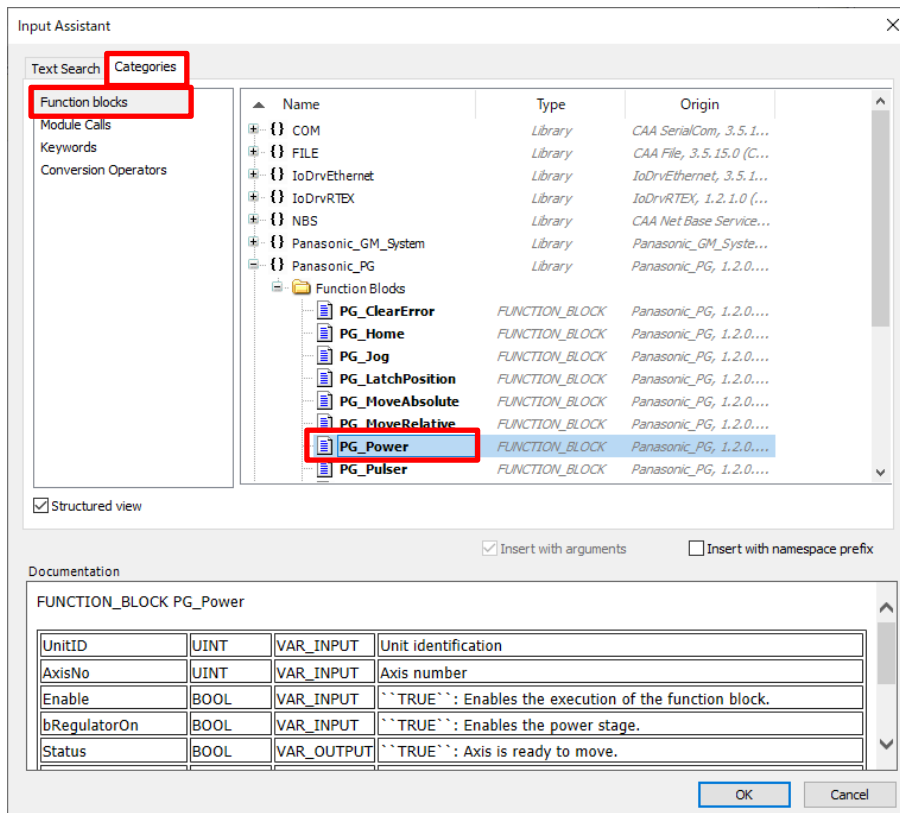 Input Assistant
Text Search Categories
Function blocks
Module Calls
Keywords
Conversion Operators
Name Type Origin
{} COM Library CAA SerialCom, 3.5.1...
{} FILE Library CAA File, 3.5.15.0 (C...
{} IoDrvEthernet Library IoDrvEthernet, 3.5.1...
{} IoDrvRTEX Library IoDrvRTEX, 1.2.1.0 (...
{} NBS Library CAA Net Base Service...
{} Panasonic_GM_System Library Panasonic_GM_Syste...
{} Panasonic_PG Library Panasonic_PG, 1.2.0....
Function Blocks
PG_ClearError FUNCTION_BLOCK Panasonic_PG, 1.2.0....
PG_Home FUNCTION_BLOCK Panasonic_PG, 1.2.0....
PG_Jog FUNCTION_BLOCK Panasonic_PG, 1.2.0....
PG_LatchPosition FUNCTION_BLOCK Panasonic_PG, 1.2.0....
PG_MoveAbsolute FUNCTION_BLOCK Panasonic_PG, 1.2.0....
PG_MoveRelative FUNCTION_BLOCK Panasonic_PG, 1.2.0....
PG_Power FUNCTION_BLOCK Panasonic_PG, 1.2.0....
PG_Pulser FUNCTION_BLOCK Panasonic_PG, 1.2.0....
Structured view
Insert with arguments Insert with namespace prefix
Documentation
FUNCTION_BLOCK PG_Power
UnitID UINT VAR_INPUT Unit identification
AxisNo UINT VAR_INPUT Axis number
Enable BOOL VAR_INPUT ``TRUE``: Enables the execution of the function block.
bRegulatorOn BOOL VAR_INPUT ``TRUE``: Enables the power stage.
Status BOOL VAR_OUTPUT ``TRUE``: Axis is ready to move.
OK Cancel